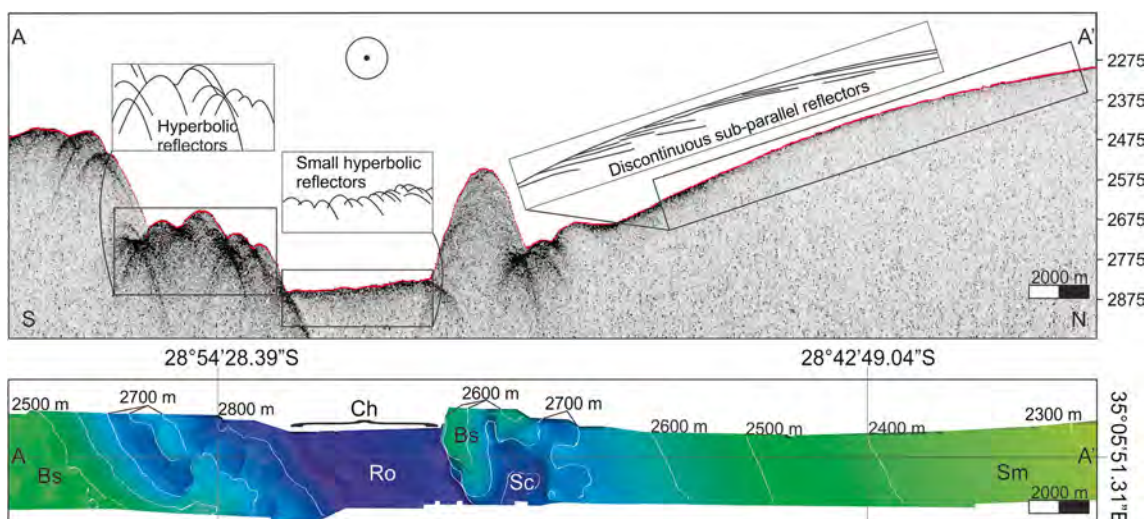 A
A'
Hyperbolic
reflectors
Small hyperbolic
reflectors
Discontinuous sub-parallel reflectors
2275
2375
2475
2575
2675
2775
2875
2000 m
S
N
28°54'28.39"S
28°42'49.04"S
2500 m
2700 m
2800 m
Ch
2600 m
2700 m
2600 m
2500 m
2400 m
2300 m
A
Bs
Ro
Bs
Sc
Sm
A'
2000 m
35°05'51.31"E